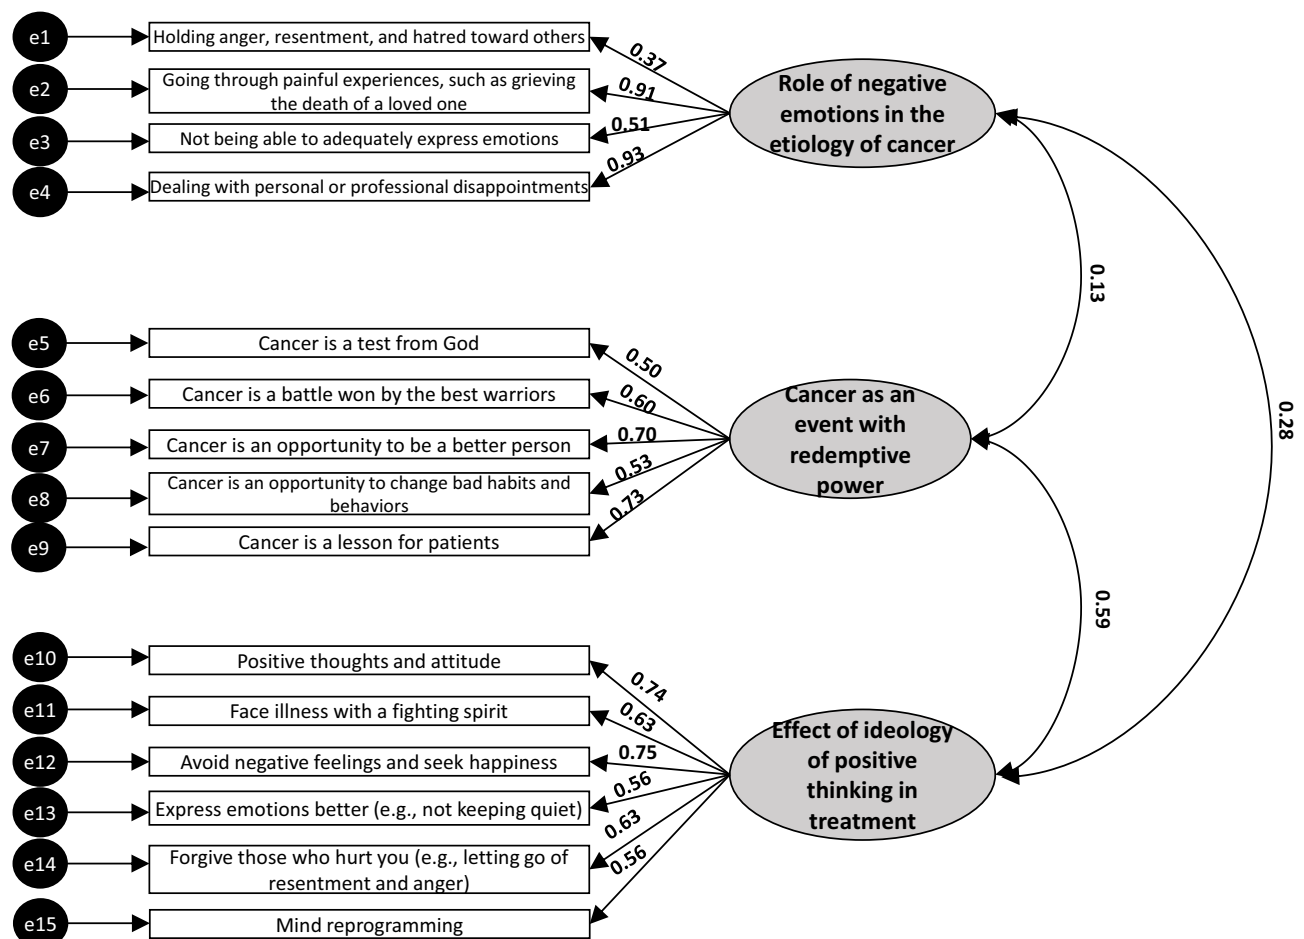 e1
Holding anger, resentment, and hatred toward others
0.37
e2
Going through painful experiences, such as grieving
the death of a loved one
0.91
e3
Not being able to adequately express emotions
0.51
e4
Dealing with personal or professional disappointments
0.93
Role of negative
emotions in the
etiology of cancer
0.13
0.28
e5
Cancer is a test from God
0.50
e6
Cancer is a battle won by the best warriors
0.60
e7
Cancer is an opportunity to be a better person
0.70
e8
Cancer is an opportunity to change bad habits and
behaviors
0.53
e9
Cancer is a lesson for patients
0.73
Cancer as an
event with
redemptive
power
0.59
e10
Positive thoughts and attitude
0.74
e11
Face illness with a fighting spirit
0.63
e12
Avoid negative feelings and seek happiness
0.75
e13
Express emotions better (e.g., not keeping quiet)
0.56
e14
Forgive those who hurt you (e.g., letting go of
resentment and anger)
0.63
e15
Mind reprogramming
0.56
Effect of ideology
of positive
thinking in
treatment